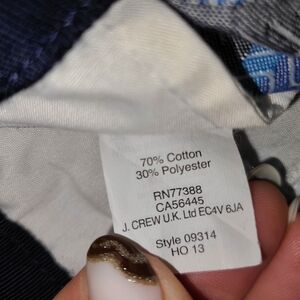 70% Cotton
30% Polyester
RN77388
CA56445
J. CREW U.K. Ltd EC4V 6JA
Style 09314
HO 13